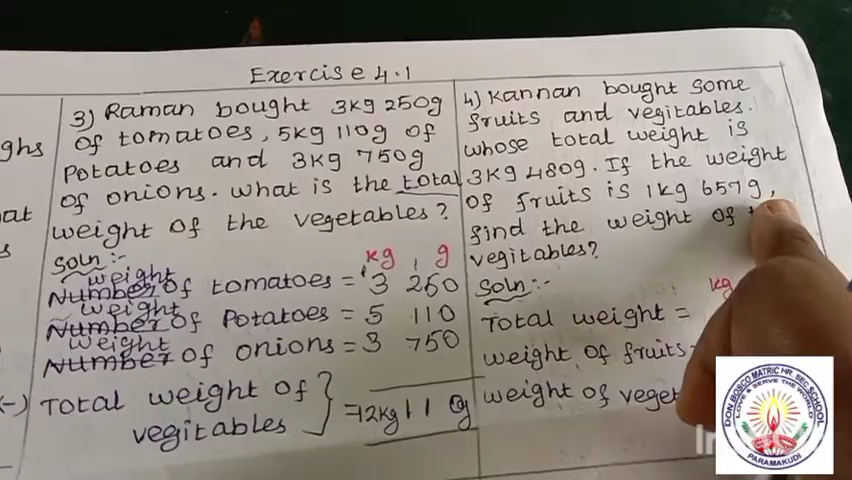 Exercise 4.1
ghs
at
s
(-)
3) Raman bought 3kg 250g
of tomatoes, 5kg 110g of
Potatoes and 3kg 750g
of onions. What is the total
weight of the vegetables?
Soln:-
kg g
weight
Number of tomatoes = 3 250
weight
Number of Potatoes = 5 110
weight
Number of onions = 3 750
Total weight of
vegitables } = 12kg 110g
4) Kannan bought some
fruits and vegitables.
whose total weight is
3kg 480g. If the weight
of fruits is 1kg 657g,
find the weight of
vegitables?
Soln:-
kg
Total weight =
weight of fruits=
weight of veget
DON BOSCO MATRIC HR. SEC SCHOOL
LOVE & SERVE THE WORLD
PARAMAKUDI